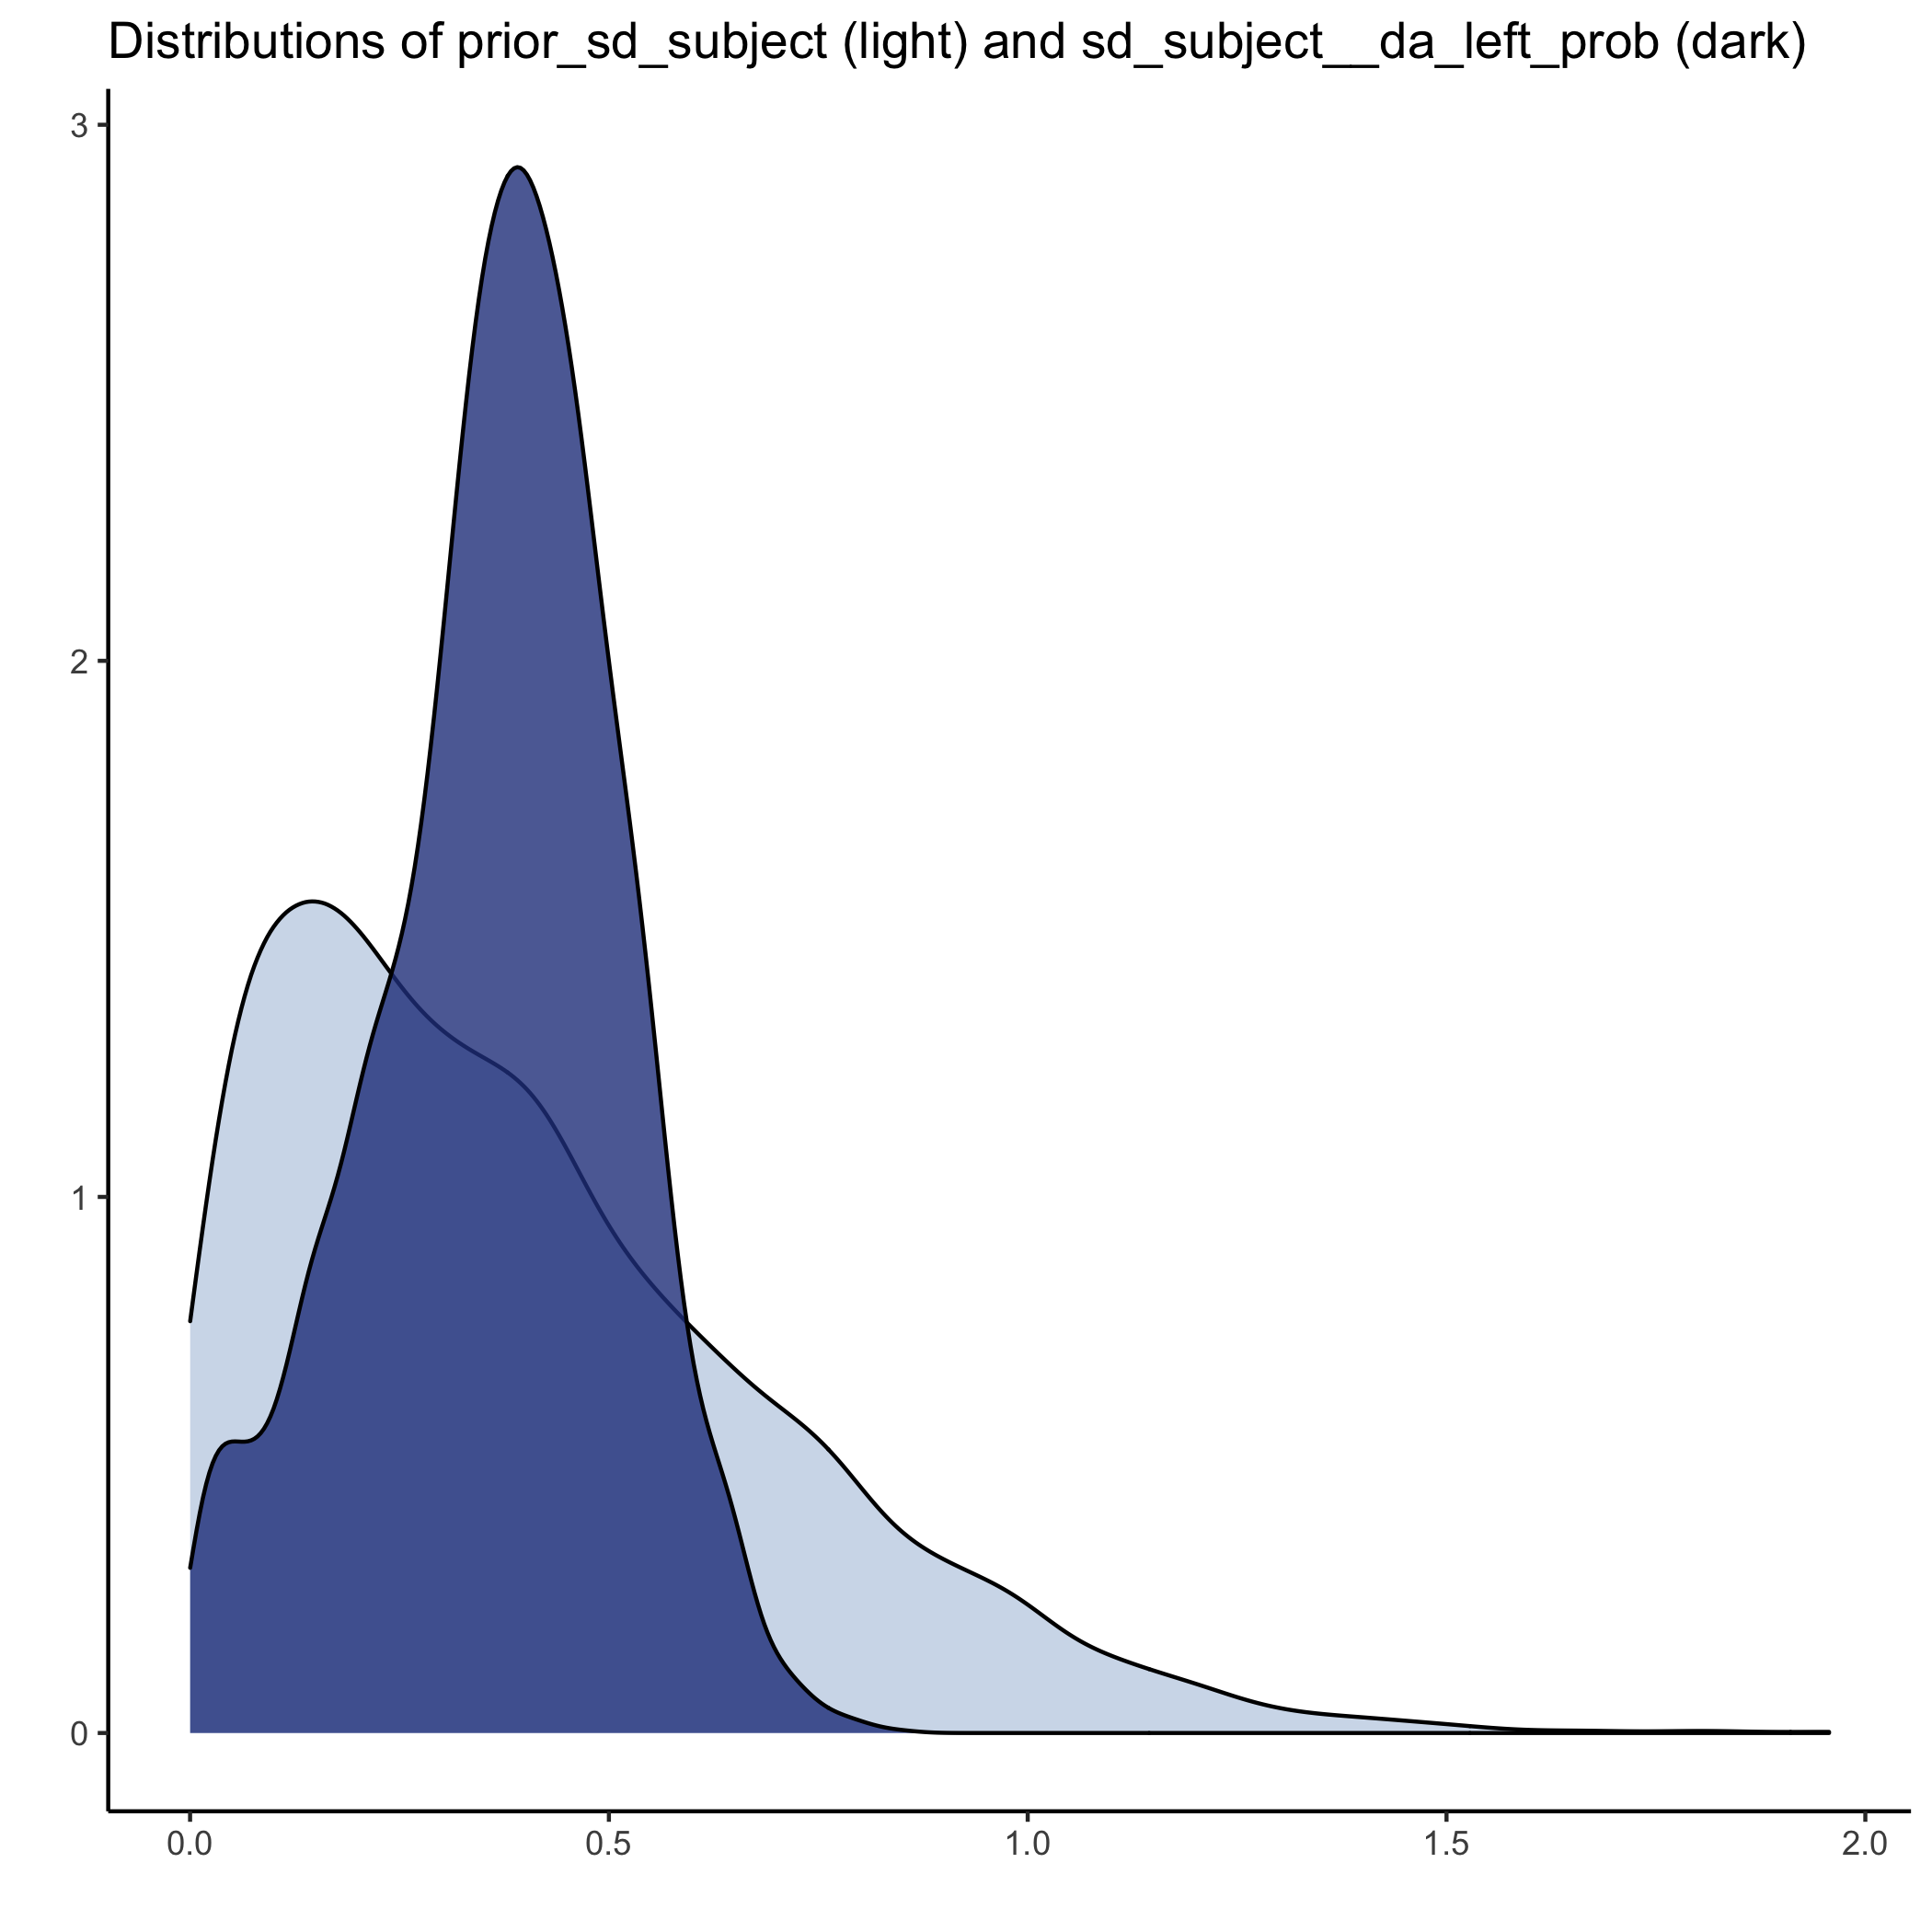 Distributions of prior_sd_subject (light) and sd_subject__da_left_prob (dark)
3
2
1
0
0.0 0.5 1.0 1.5 2.0